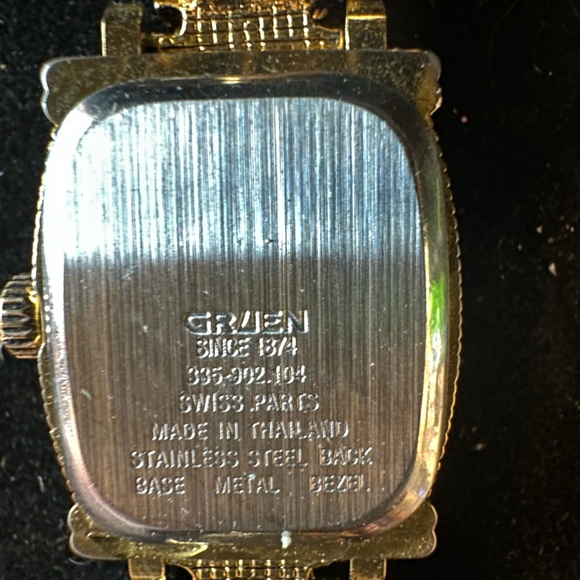 GRUEN
SINCE 1874
335-902.104
SWISS PARTS
MADE IN THAILAND
STAINLESS STEEL BACK
BASE METAL BEZEL